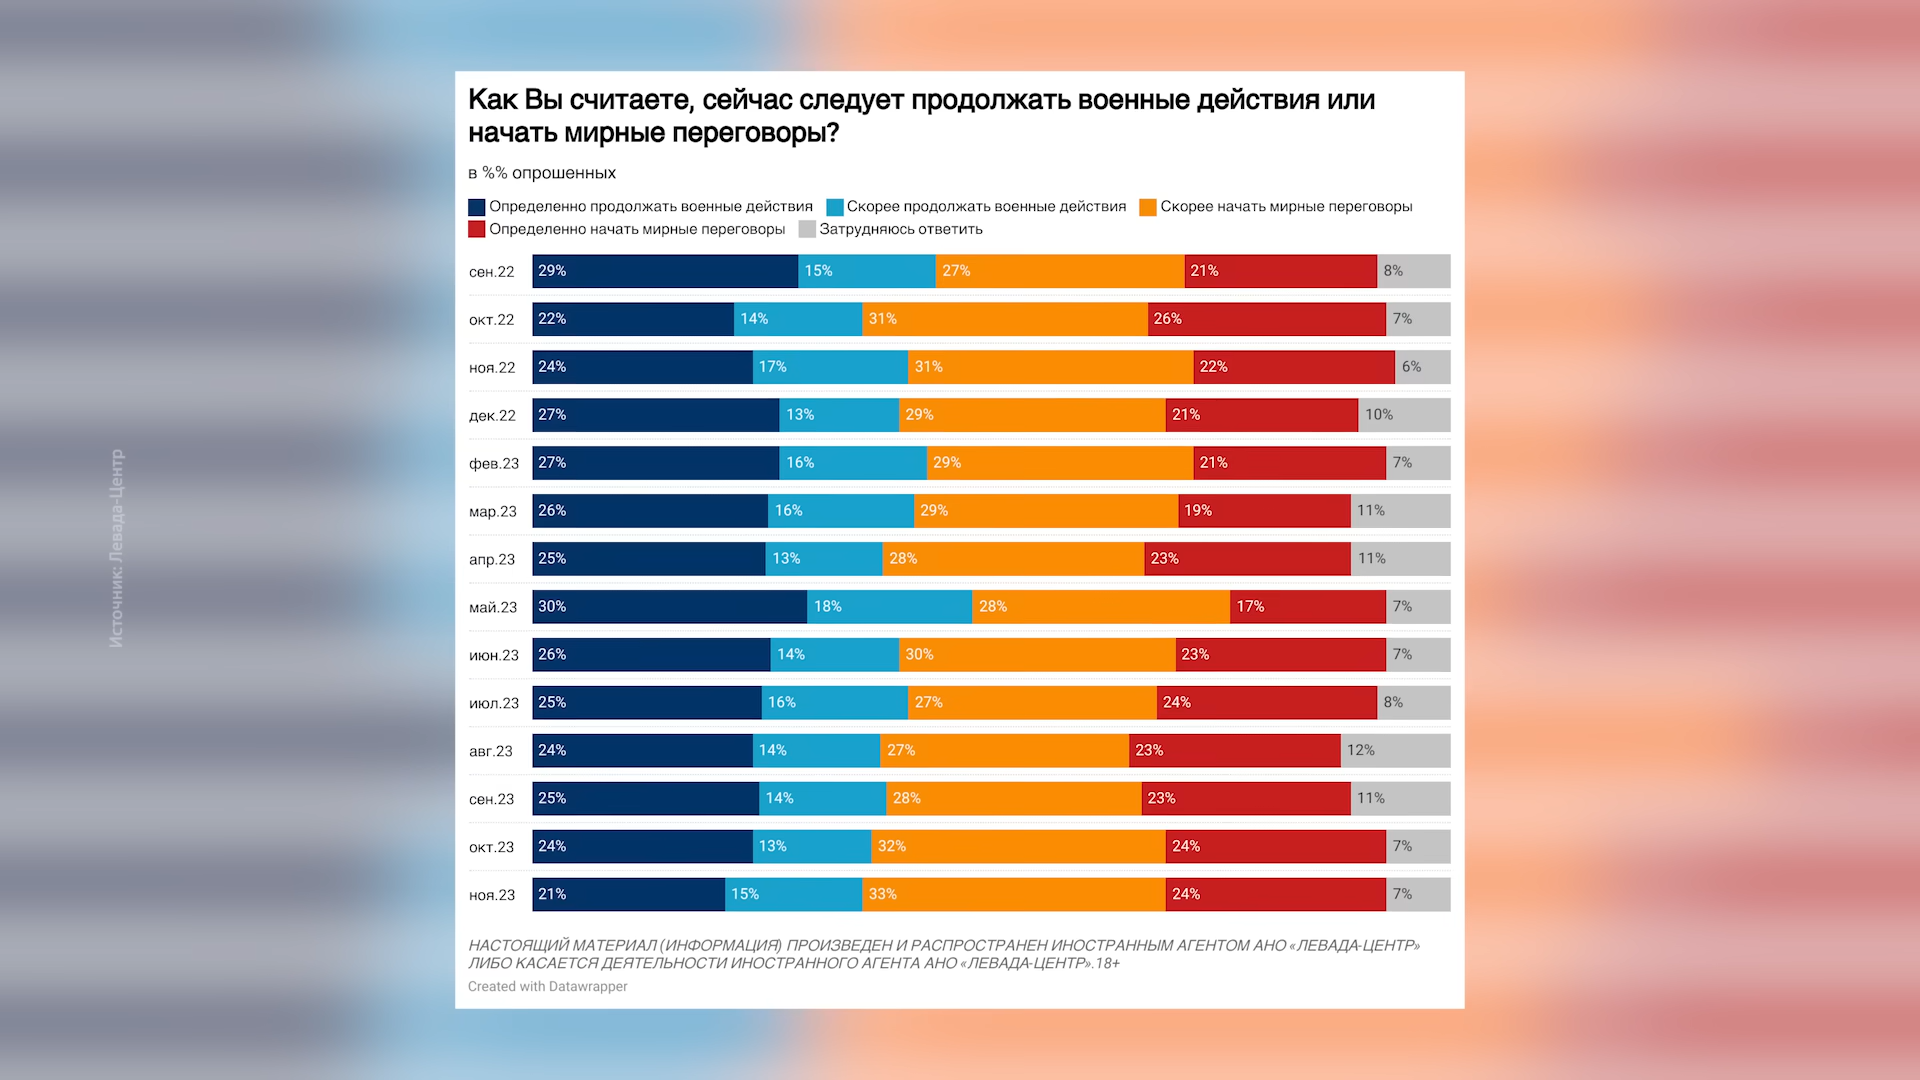 Как Вы считаете, сейчас следует продолжать военные действия или
начать мирные переговоры?
в %% опрошенных
Определенно продолжать военные действия Скорее продолжать военные действия Скорее начать мирные переговоры
Определенно начать мирные переговоры Затрудняюсь ответить
сен.22 29% 15% 27% 21% 8%
окт.22 22% 14% 31% 26% 7%
ноя.22 24% 17% 31% 22% 6%
дек.22 27% 13% 29% 21% 10%
фев.23 27% 16% 29% 21% 7%
мар.23 26% 16% 29% 19% 11%
апр.23 25% 13% 28% 23% 11%
май.23 30% 18% 28% 17% 7%
июн.23 26% 14% 30% 23% 7%
июл.23 25% 16% 27% 24% 8%
авг.23 24% 14% 27% 23% 12%
сен.23 25% 14% 28% 23% 11%
окт.23 24% 13% 32% 24% 7%
ноя.23 21% 15% 33% 24% 7%
НАСТОЯЩИЙ МАТЕРИАЛ (ИНФОРМАЦИЯ) ПРОИЗВЕДЕН И РАСПРОСТРАНЕН ИНОСТРАННЫМ АГЕНТОМ АНО «ЛЕВАДА-ЦЕНТР»
ЛИБО КАСАЕТСЯ ДЕЯТЕЛЬНОСТИ ИНОСТРАННОГО АГЕНТА АНО «ЛЕВАДА-ЦЕНТР».18+
Created with Datawrapper
Источник: Левада-Центр